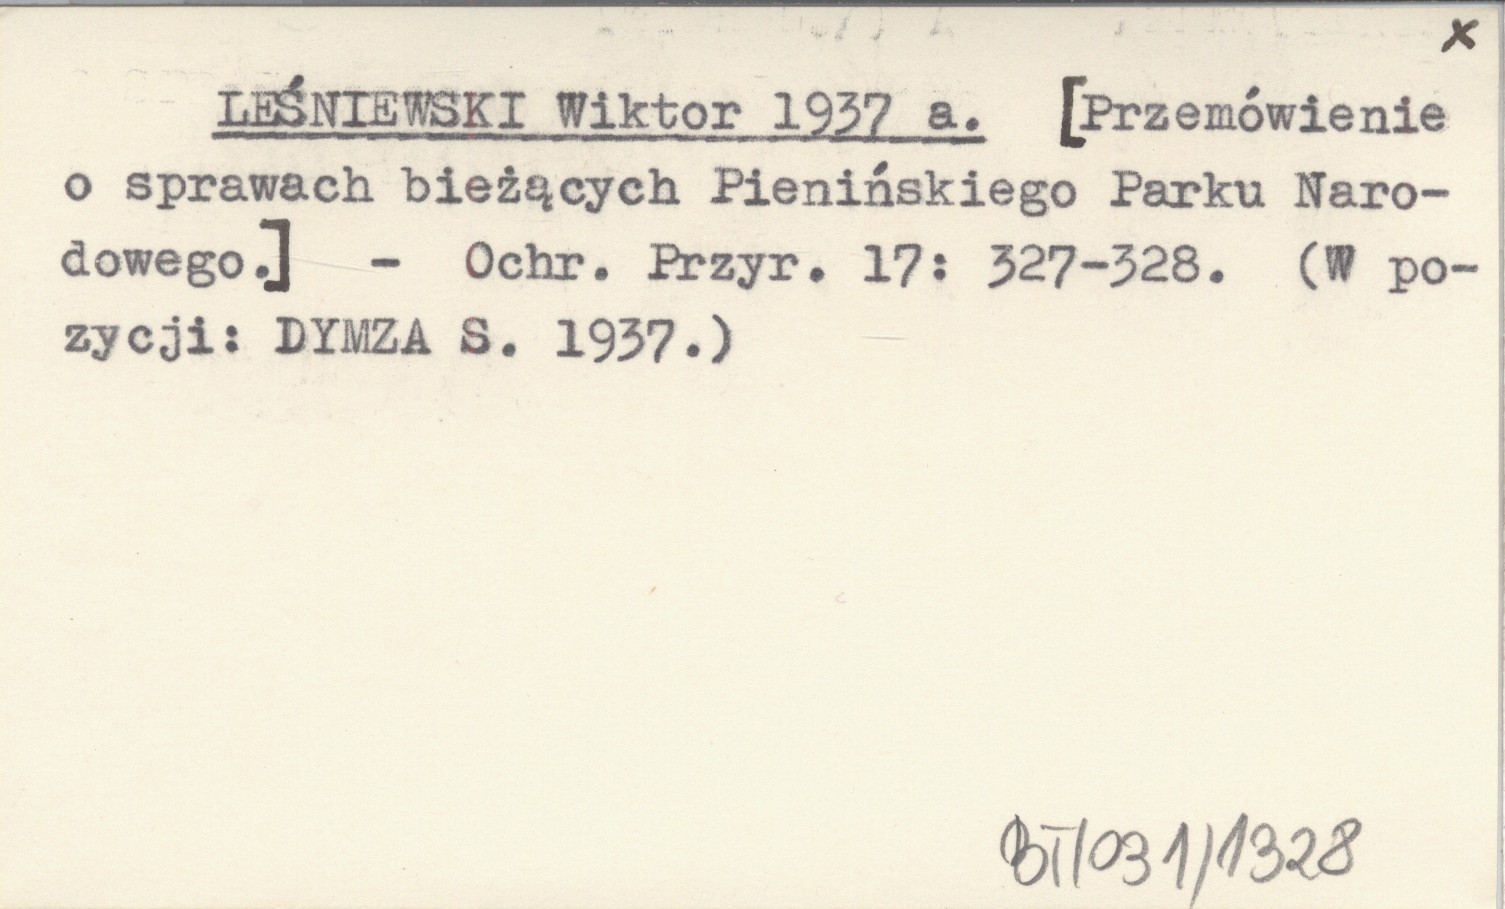 x
LEŚNIEWSKI Wiktor 1937 a. [Przemówienie
o sprawach bieżących Pienińskiego Parku Naro-
dowego.] - Ochr. Przyr. 17: 327-328. (W po-
zycji: DYMZA S. 1937.)
BT/031/1328